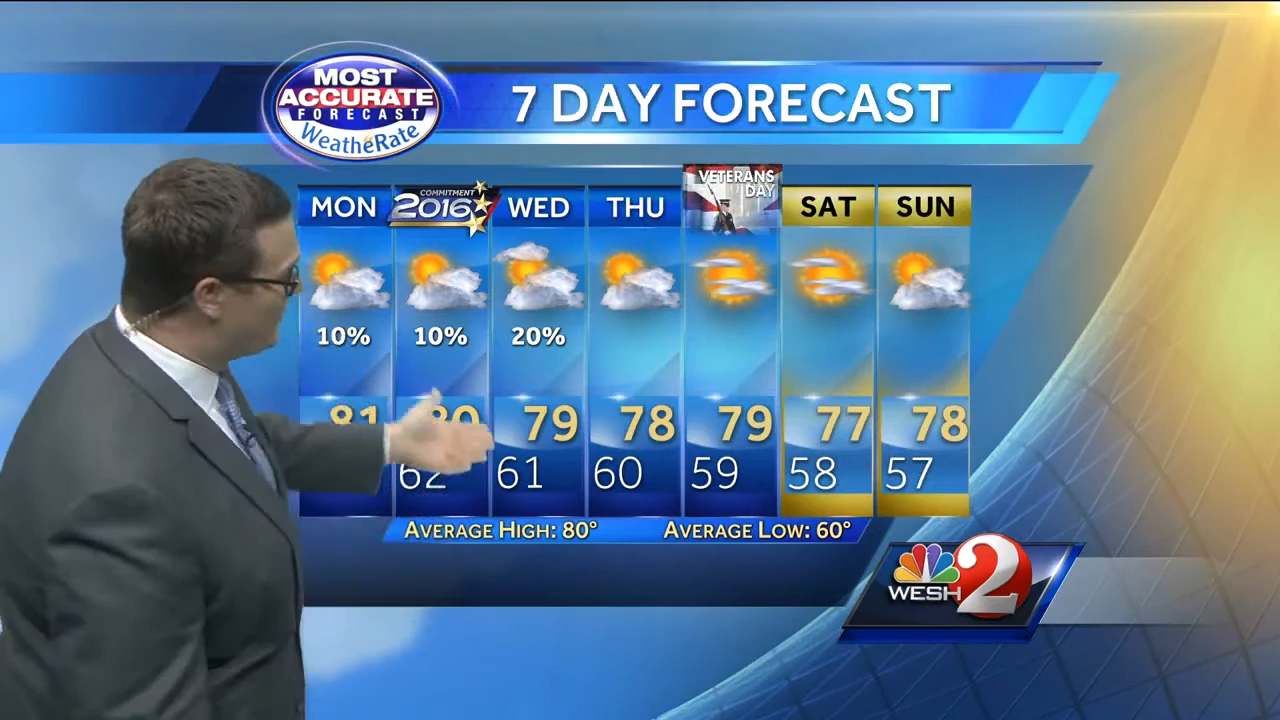 MOST
ACCURATE
FORECAST
WeatheRate
7 DAY FORECAST
MON
COMMITMENT
2016
WED
THU
VETERANS
DAY
SAT
SUN
10% 10% 20%
81 80 79 78 79 77 78
62 61 60 59 58 57
AVERAGE HIGH: 80° AVERAGE LOW: 60°
WESH 2